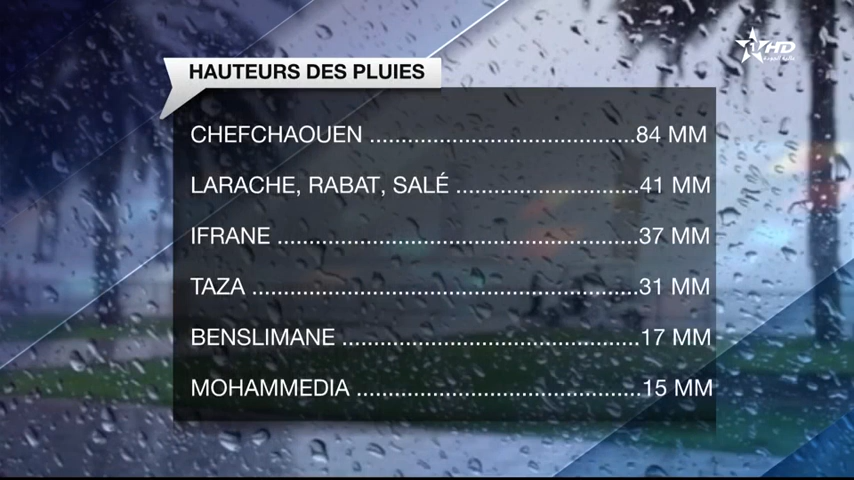 HAUTEURS DES PLUIES
1 HD
CHEFCHAOUEN ..........................................84 MM
LARACHE, RABAT, SALÉ .............................41 MM
IFRANE .........................................................37 MM
TAZA .............................................................31 MM
BENSLIMANE ...............................................17 MM
MOHAMMEDIA .............................................15 MM